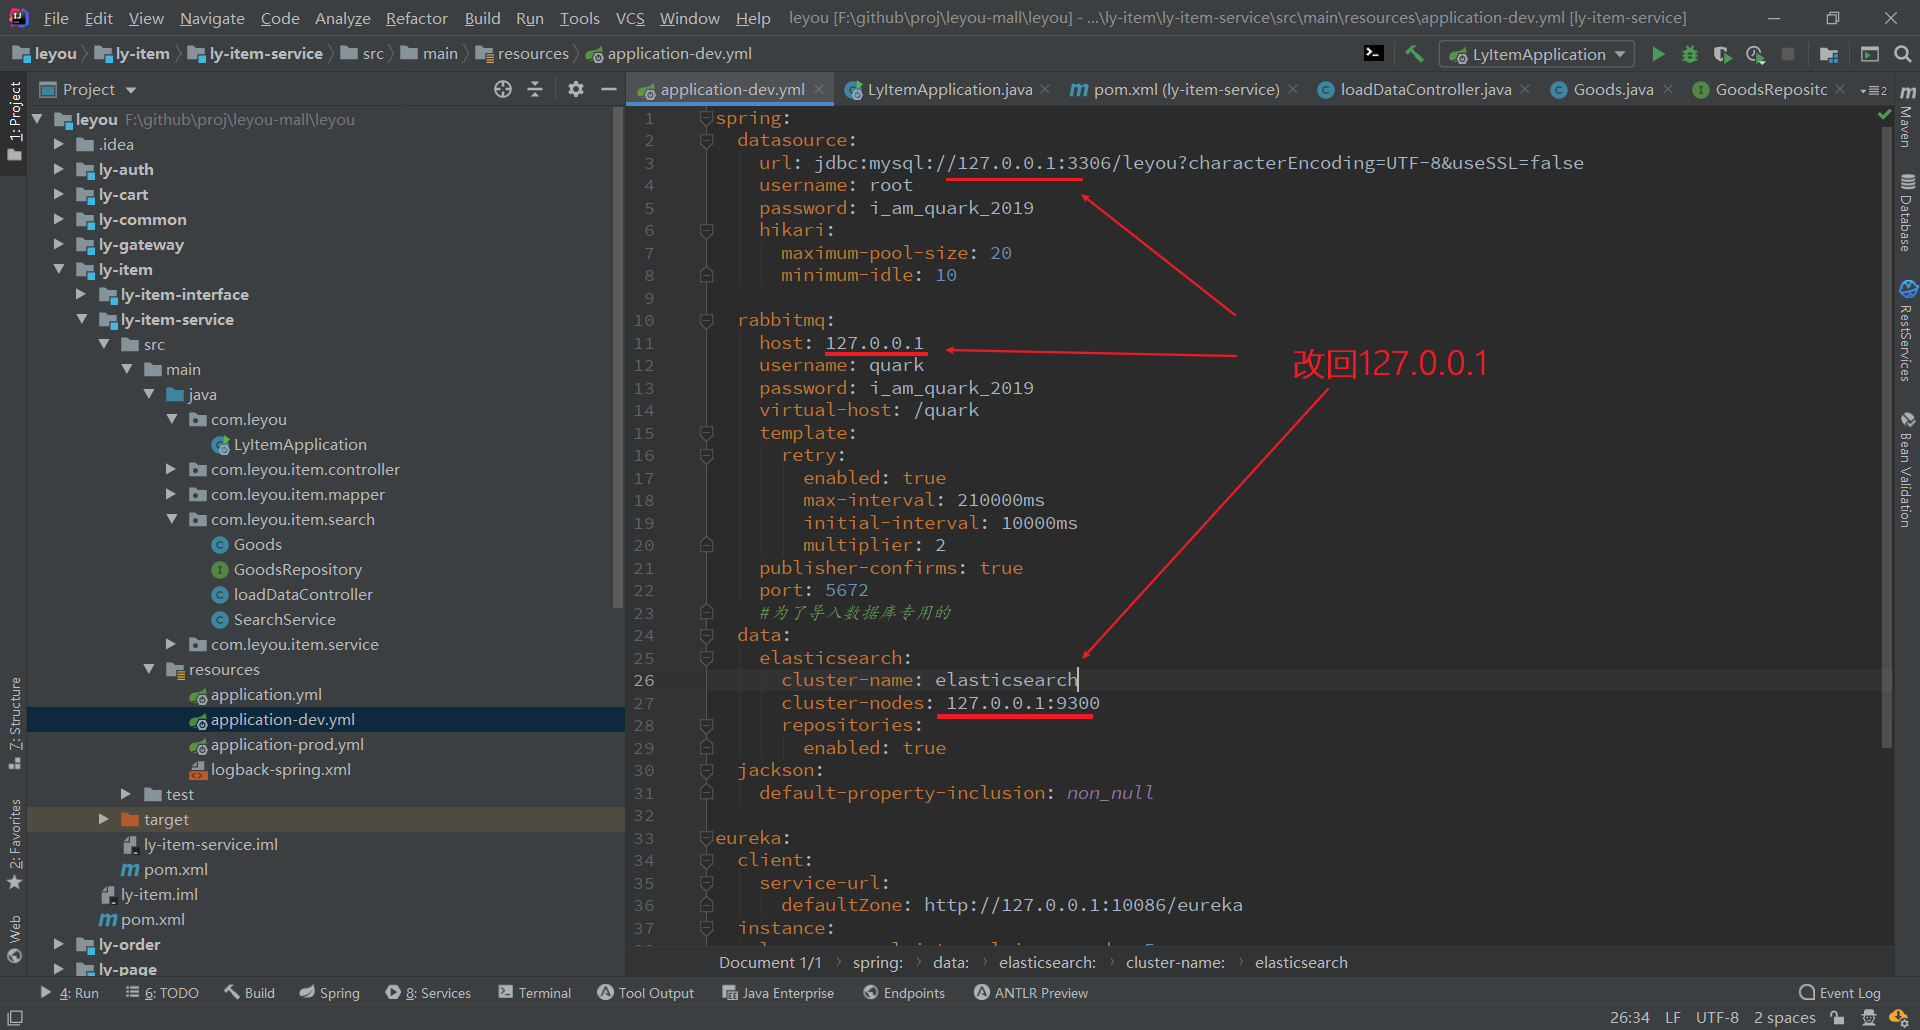 File Edit View Navigate Code Analyze Refactor Build Run Tools VCS Window Help leyou [F:\github\proj\leyou-mall\leyou] - ...\ly-item\ly-item-service\src\main\resources\application-dev.yml [ly-item-service]
leyou ly-item ly-item-service src main resources application-dev.yml LyItemApplication
Project
application-dev.yml LyItemApplication.java pom.xml (ly-item-service) loadDataController.java Goods.java GoodsRepositc 2
1: Project
7: Structure
2: Favorites
Web
leyou F:\github\proj\leyou-mall\leyou
.idea
ly-auth
ly-cart
ly-common
ly-gateway
ly-item
ly-item-interface
ly-item-service
src
main
java
com.leyou
LyItemApplication
com.leyou.item.controller
com.leyou.item.mapper
com.leyou.item.search
Goods
GoodsRepository
loadDataController
SearchService
com.leyou.item.service
resources
application.yml
application-dev.yml
application-prod.yml
logback-spring.xml
test
target
ly-item-service.iml
pom.xml
ly-item.iml
pom.xml
ly-order
ly-page
1 spring:
2 datasource:
3 url: jdbc:mysql://127.0.0.1:3306/leyou?characterEncoding=UTF-8&useSSL=false
4 username: root
5 password: i_am_quark_2019
6 hikari:
7 maximum-pool-size: 20
8 minimum-idle: 10
9
10 rabbitmq:
11 host: 127.0.0.1
12 username: quark
13 password: i_am_quark_2019
14 virtual-host: /quark
15 template:
16 retry:
17 enabled: true
18 max-interval: 210000ms
19 initial-interval: 10000ms
20 multiplier: 2
21 publisher-confirms: true
22 port: 5672
23 #为了导入数据库专用的
24 data:
25 elasticsearch:
26 cluster-name: elasticsearch
27 cluster-nodes: 127.0.0.1:9300
28 repositories:
29 enabled: true
30 jackson:
31 default-property-inclusion: non_null
32
33 eureka:
34 client:
35 service-url:
36 defaultZone: http://127.0.0.1:10086/eureka
37 instance:
改回127.0.0.1
Maven
Database
RestServices
Bean Validation
Document 1/1 spring: data: elasticsearch: cluster-name: elasticsearch
4: Run 6: TODO Build Spring 8: Services Terminal Tool Output Java Enterprise Endpoints ANTLR Preview Event Log
26:34 LF UTF-8 2 spaces